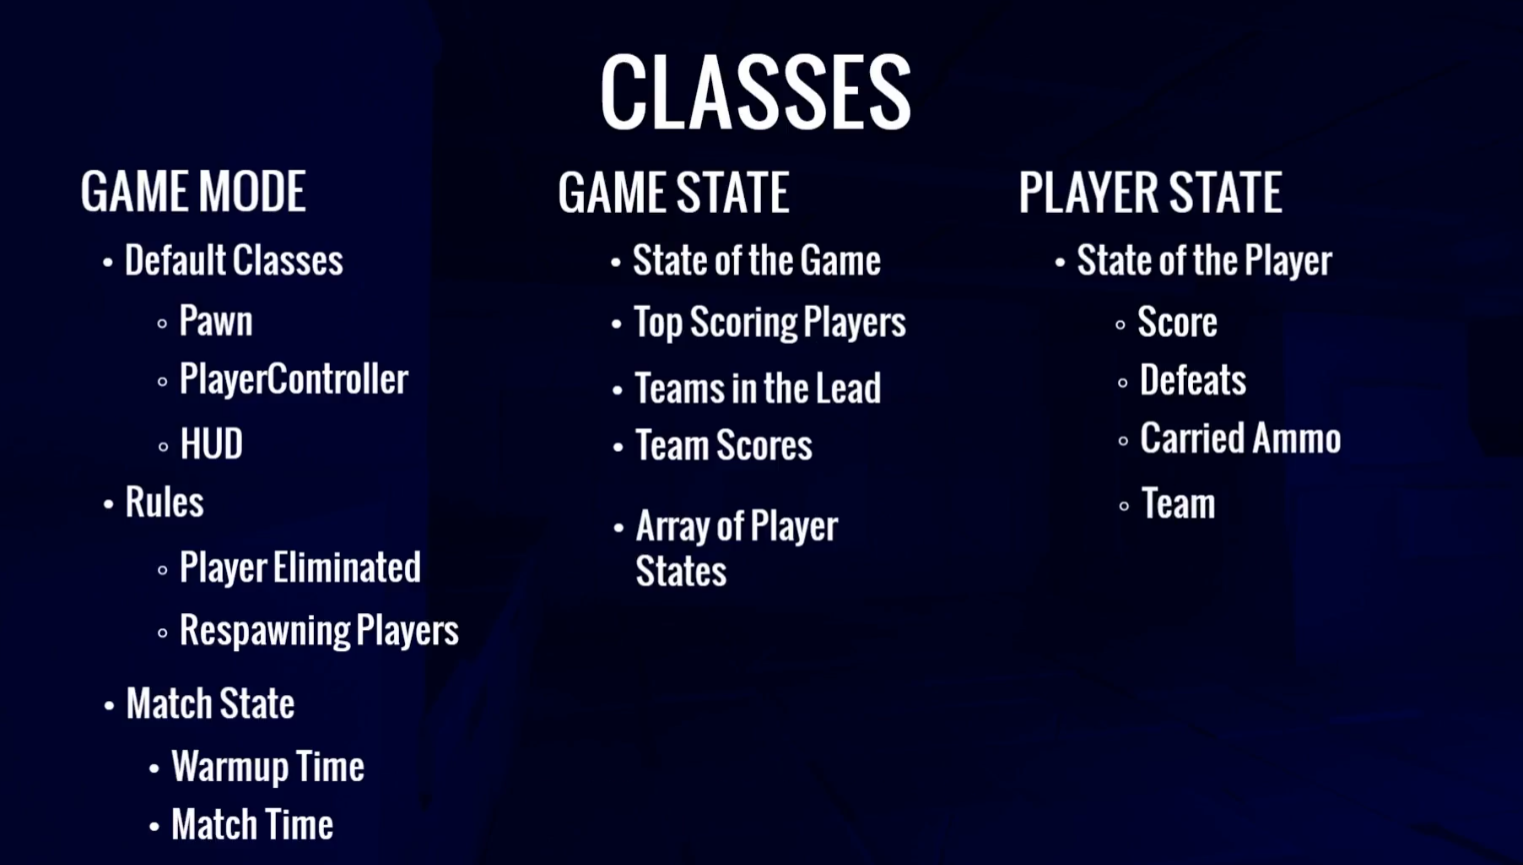 CLASSES
GAME MODE
• Default Classes
◦ Pawn
◦ PlayerController
◦ HUD
• Rules
◦ Player Eliminated
◦ Respawning Players
• Match State
• Warmup Time
• Match Time
GAME STATE
• State of the Game
• Top Scoring Players
• Teams in the Lead
• Team Scores
• Array of Player
States
PLAYER STATE
• State of the Player
◦ Score
◦ Defeats
◦ Carried Ammo
◦ Team